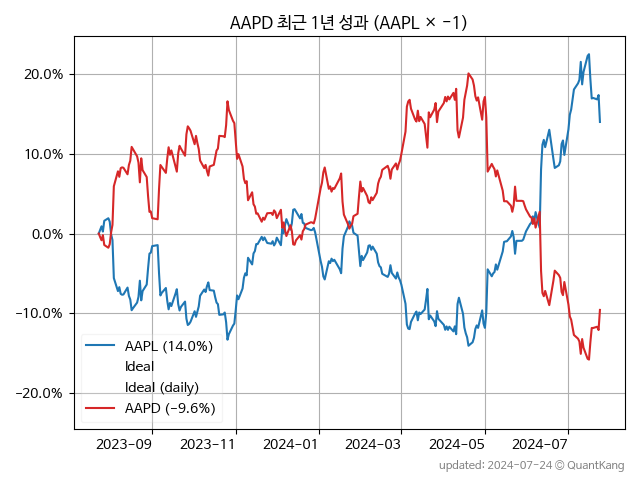 AAPD 최근 1년 성과 (AAPL × −1)
20.0%
10.0%
0.0%
−10.0%
−20.0%
AAPL (14.0%)
Ideal
Ideal (daily)
AAPD (−9.6%)
2023−09 2023−11 2024−01 2024−03 2024−05 2024−07
updated: 2024-07-24 © QuantKang